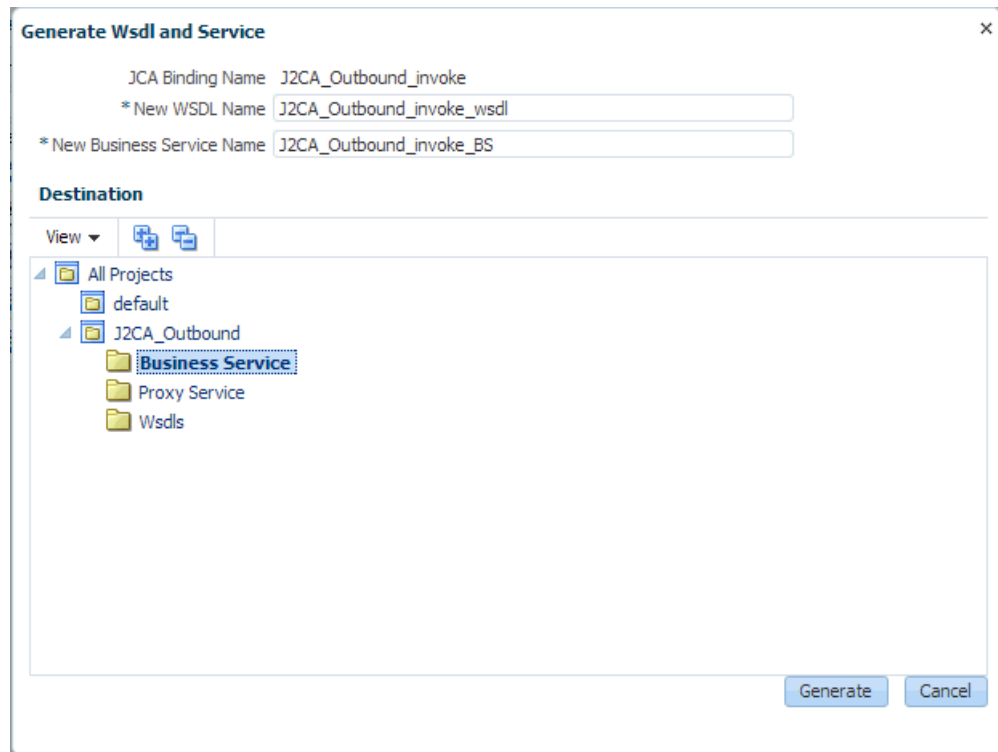 Generate Wsdl and Service
JCA Binding Name J2CA_Outbound_invoke
* New WSDL Name J2CA_Outbound_invoke_wsdl
* New Business Service Name J2CA_Outbound_invoke_BS
Destination
View
All Projects
default
J2CA_Outbound
Business Service
Proxy Service
Wsdls
Generate Cancel